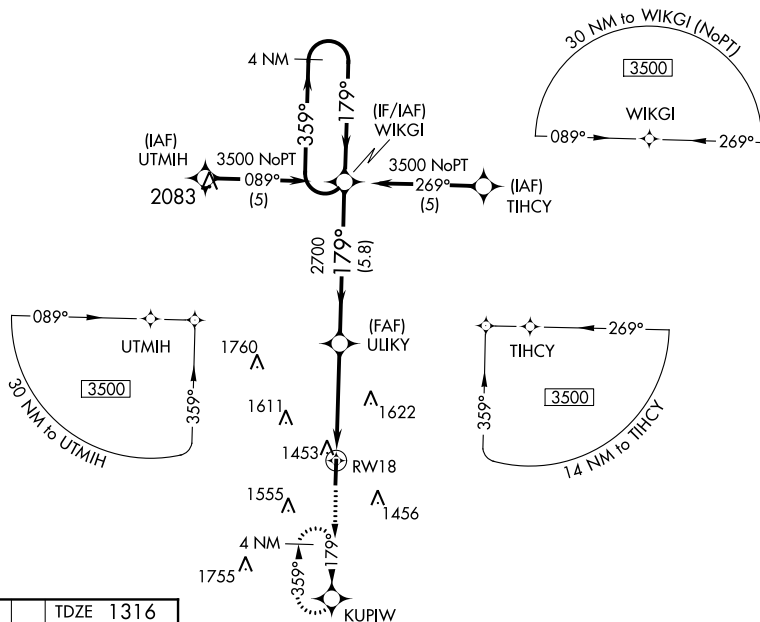 30 NM to WIKGI (NoPT)
3500
WIKGI
089°
269°
4 NM
359°
179°
(IF/IAF)
WIKGI
(IAF)
UTMIH
2083
3500 NoPT
089°
(5)
3500 NoPT
269°
(5)
(IAF)
TIHCY
2700
179°
(5.8)
(FAF)
ULIKY
089°
UTMIH
3500
359°
30 NM to UTMIH
269°
TIHCY
3500
359°
14 NM to TIHCY
1760
1611
1622
1453
RW18
1555
1456
4 NM
359°
179°
1755
KUPIW
TDZE 1316